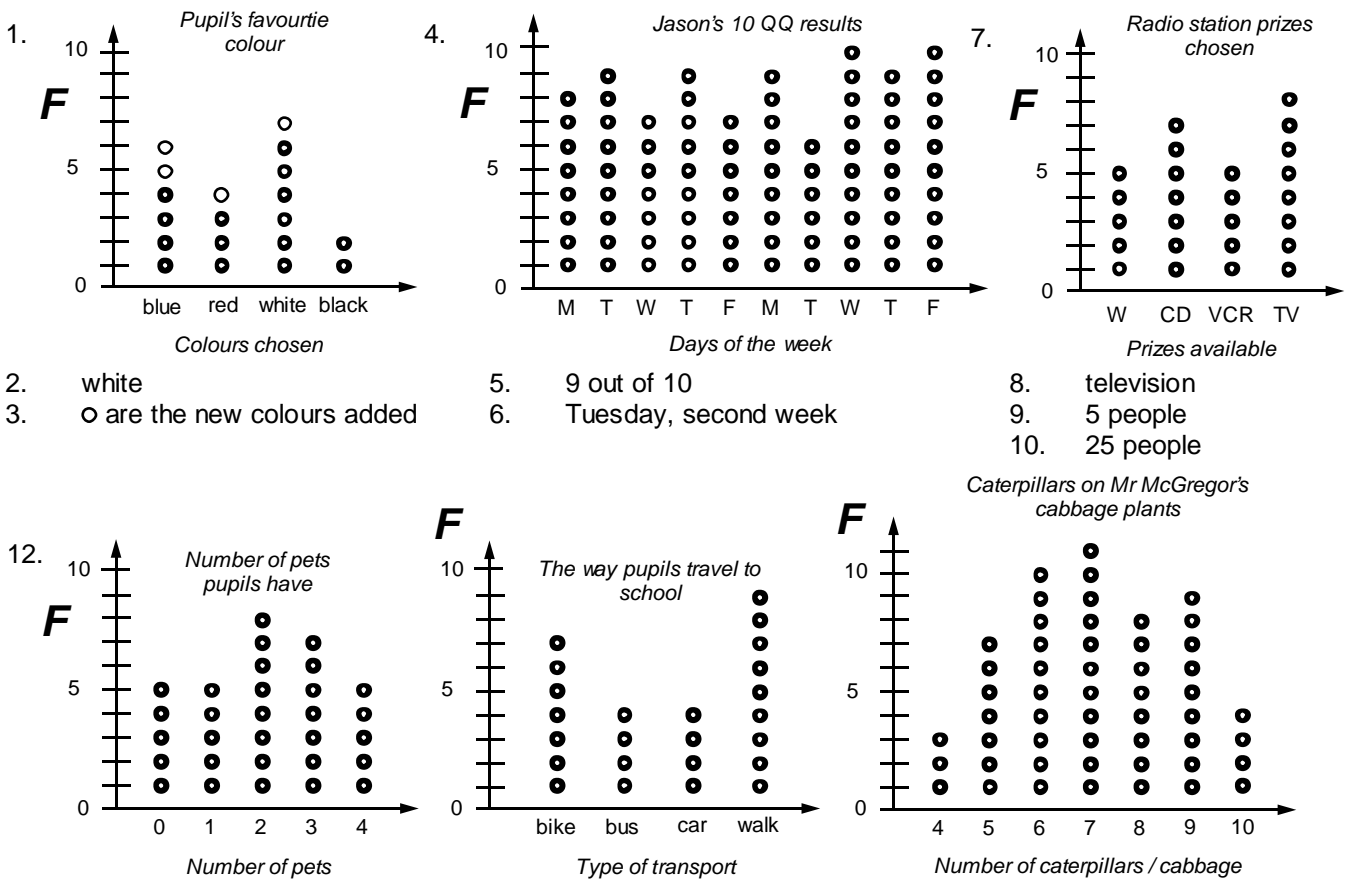 1.
Pupil's favourtie
colour
10
F
5
0
blue red white black
Colours chosen
4.
Jason's 10 QQ results
10
F
5
0
M T W T F M T W T F
Days of the week
7.
Radio station prizes
chosen
10
F
5
0
W CD VCR TV
Prizes available
2. white
3. are the new colours added
5. 9 out of 10
6. Tuesday, second week
8. television
9. 5 people
10. 25 people
12.
Number of pets
pupils have
10
F
5
0
0 1 2 3 4
Number of pets
F
The way pupils travel to
school
10
5
0
bike bus car walk
Type of transport
Caterpillars on Mr McGregor's
cabbage plants
F
10
5
0
4 5 6 7 8 9 10
Number of caterpillars / cabbage